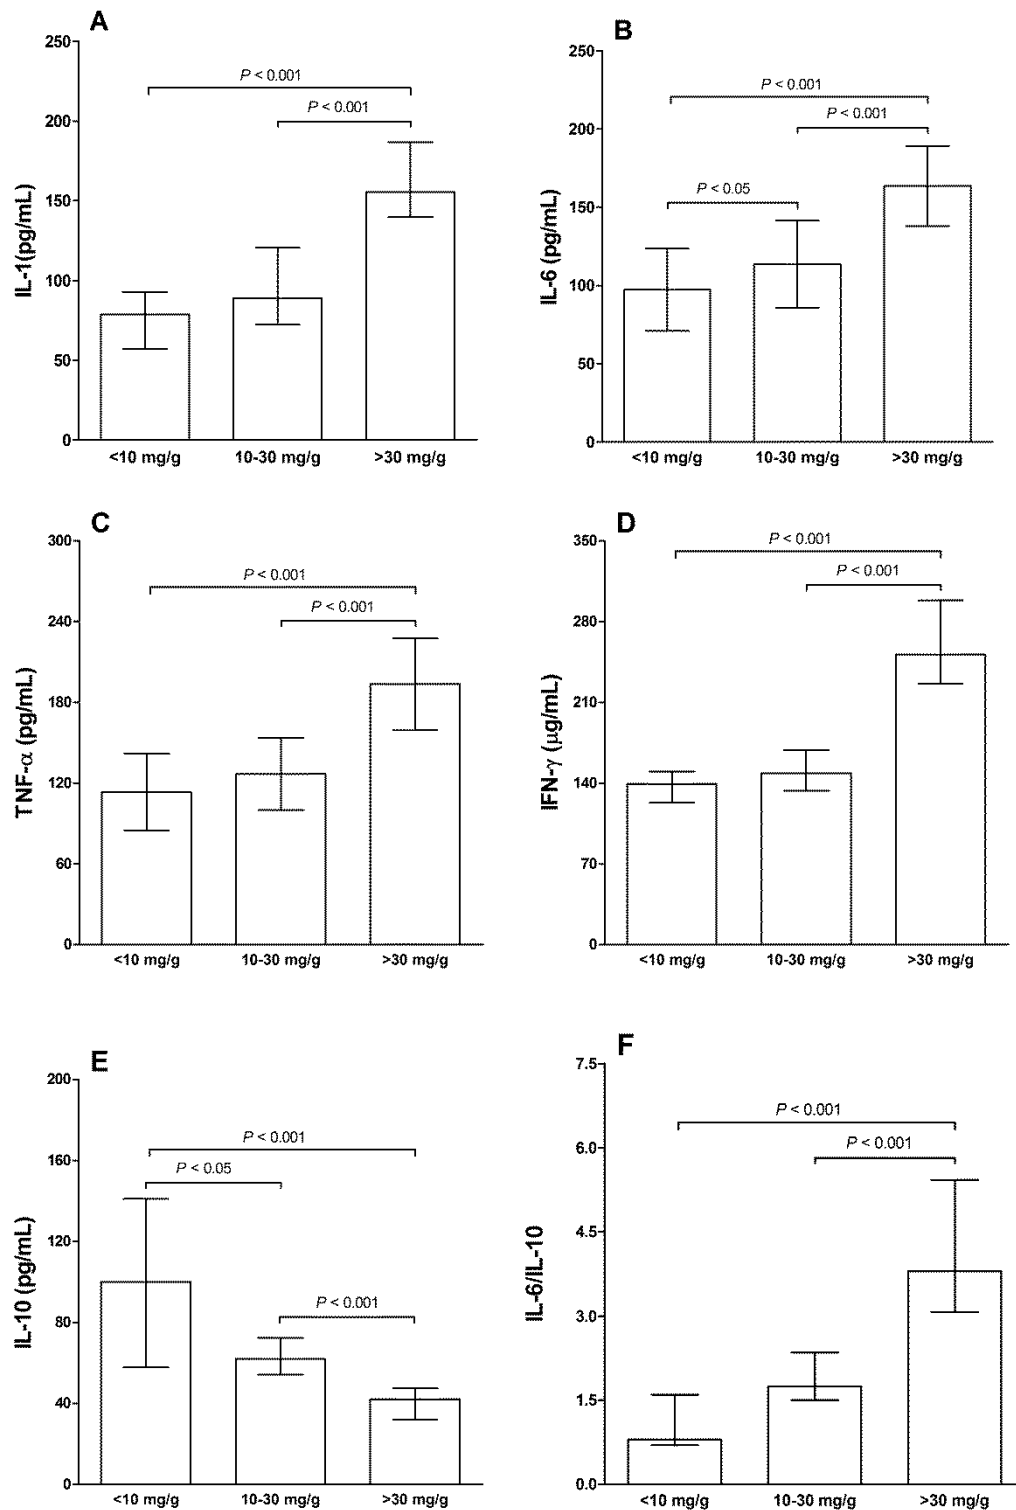 A
250
200
150
100
50
0
IL-1(pg/mL)
P < 0.001
P < 0.001
<10 mg/g 10-30 mg/g >30 mg/g
B
250
200
150
100
50
0
IL-6 (pg/mL)
P < 0.001
P < 0.001
P < 0.05
<10 mg/g 10-30 mg/g >30 mg/g
C
300
240
180
120
60
0
TNF-α (pg/mL)
P < 0.001
P < 0.001
<10 mg/g 10-30 mg/g >30 mg/g
D
350
280
210
140
70
0
IFN-γ (µg/mL)
P < 0.001
P < 0.001
<10 mg/g 10-30 mg/g >30 mg/g
E
200
160
120
80
40
0
IL-10 (pg/mL)
P < 0.001
P < 0.05
P < 0.001
<10 mg/g 10-30 mg/g >30 mg/g
F
7.5
6.0
4.5
3.0
1.5
0.0
IL-6/IL-10
P < 0.001
P < 0.001
<10 mg/g 10-30 mg/g >30 mg/g